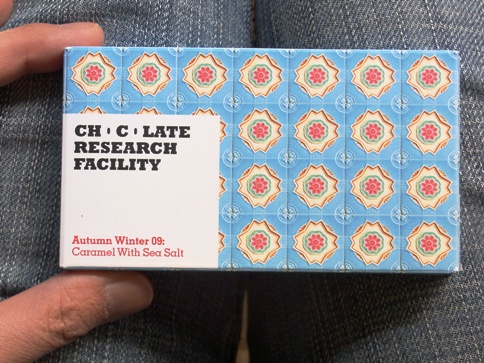 CH·C·LATE
RESEARCH
FACILITY
Autumn Winter 09:
Caramel With Sea Salt